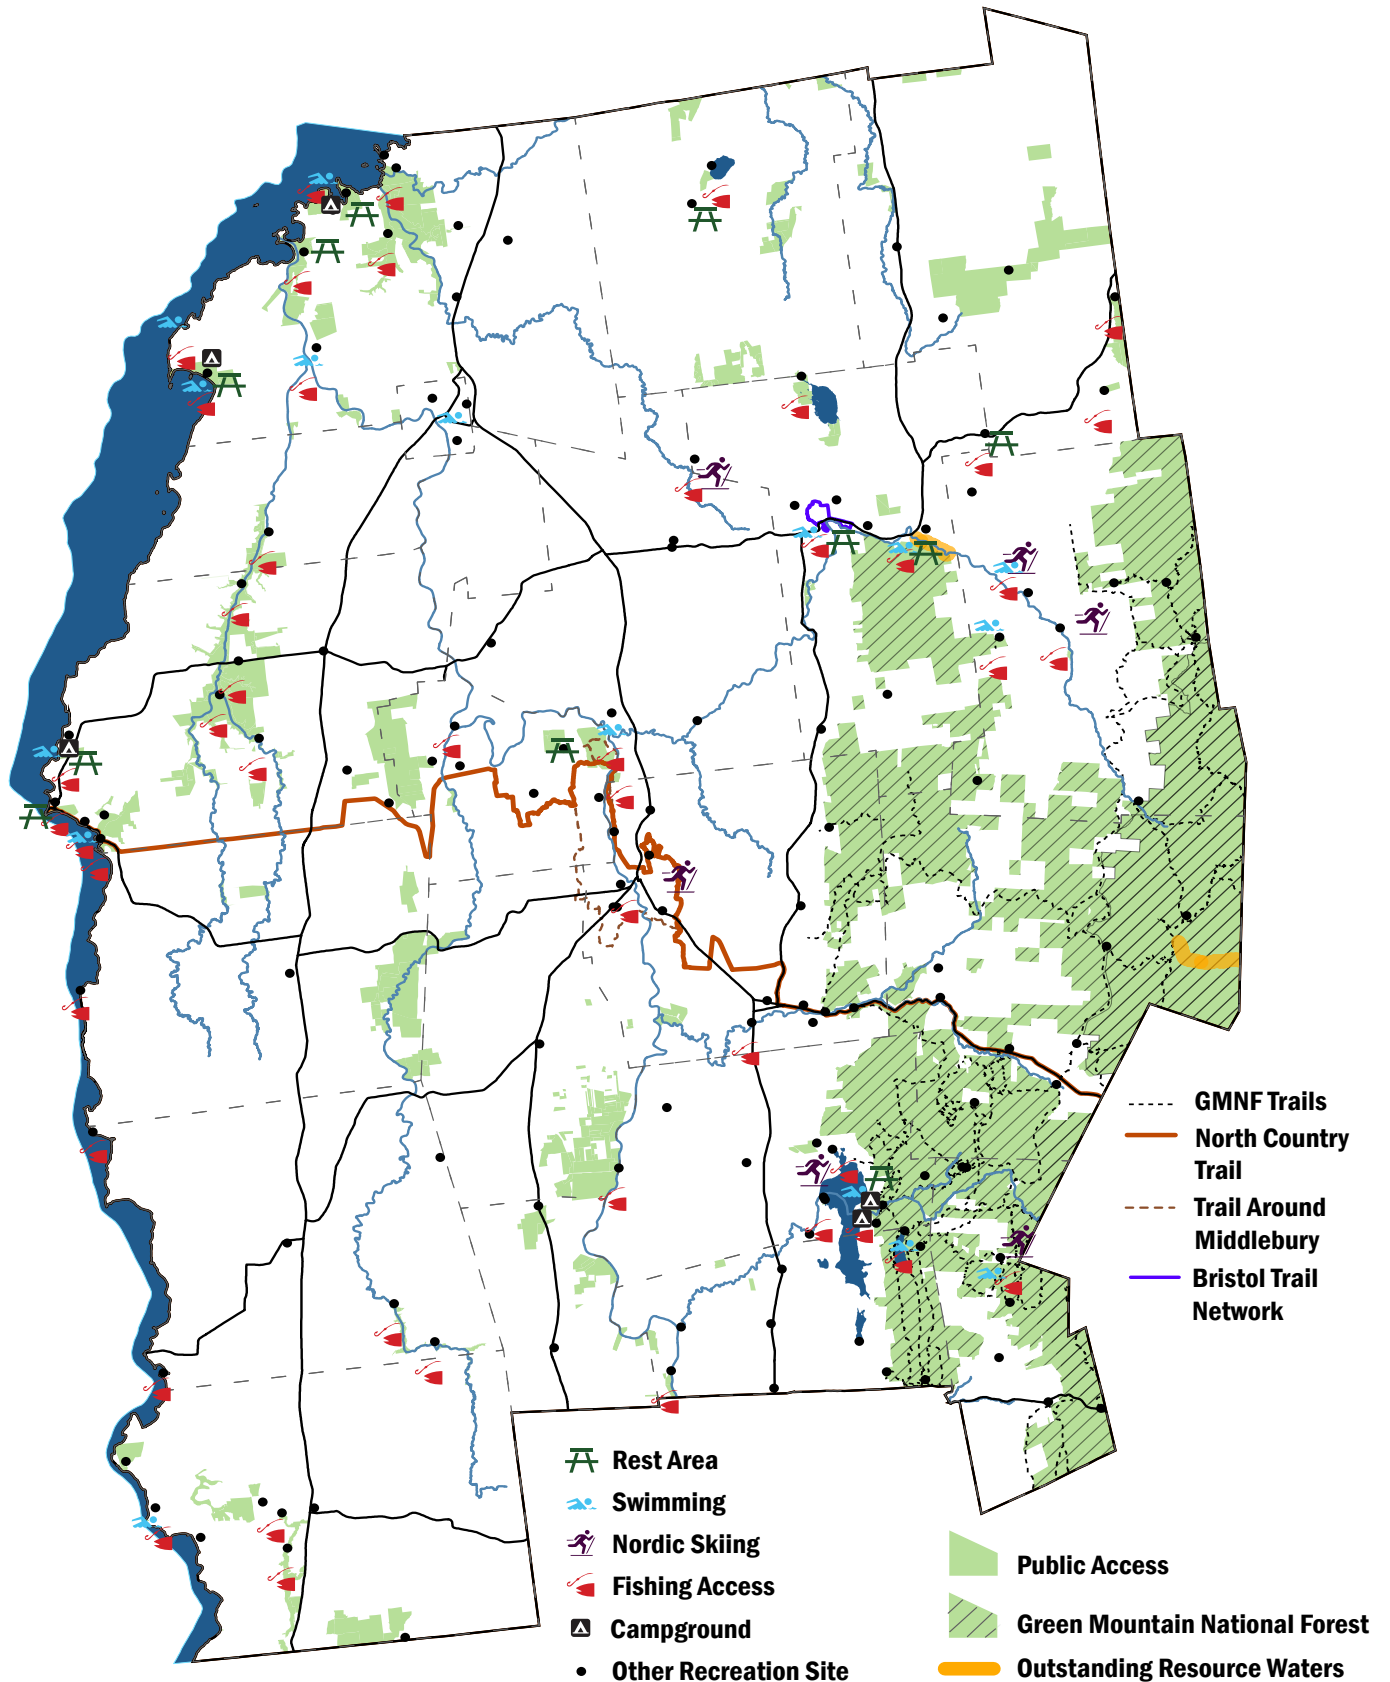 GMNF Trails
North Country
Trail
Trail Around
Middlebury
Bristol Trail
Network
Rest Area
Swimming
Nordic Skiing
Fishing Access
Campground
Other Recreation Site
Public Access
Green Mountain National Forest
Outstanding Resource Waters